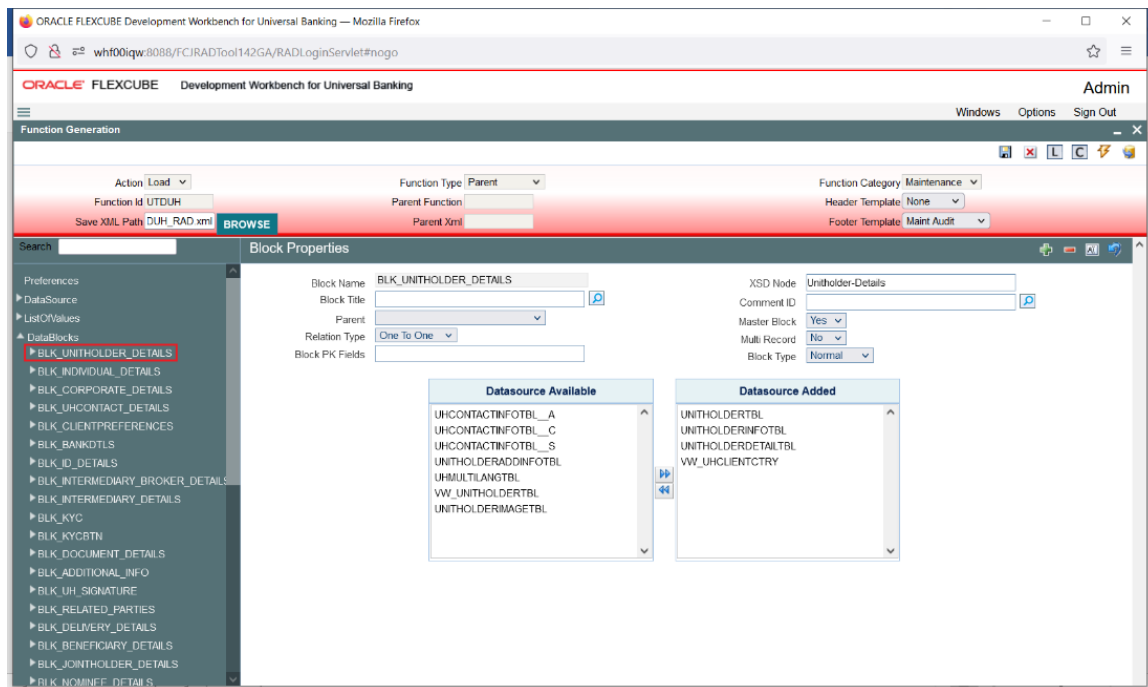 ORACLE FLEXCUBE Development Workbench for Universal Banking — Mozilla Firefox
whf00iqw:8088/FCJRADTool142GA/RADLoginServlet#nogo
ORACLE FLEXCUBE Development Workbench for Universal Banking Admin
Windows Options Sign Out
Function Generation
L C
Action Load Function Type Parent Function Category Maintenance
Function Id UTDUH Parent Function Header Template None
Save XML Path DUH_RAD.xml BROWSE Parent Xml Footer Template Maint Audit
Search Block Properties
Preferences
DataSource
ListOfValues
DataBlocks
BLK_UNITHOLDER_DETAILS
BLK_INDIVIDUAL_DETAILS
BLK_CORPORATE_DETAILS
BLK_UHCONTACT_DETAILS
BLK_CLIENTPREFERENCES
BLK_BANKDTLS
BLK_ID_DETAILS
BLK_INTERMEDIARY_BROKER_DETAILS
BLK_INTERMEDIARY_DETAILS
BLK_KYC
BLK_KYCBTN
BLK_DOCUMENT_DETAILS
BLK_ADDITIONAL_INFO
BLK_UH_SIGNATURE
BLK_RELATED_PARTIES
BLK_DELIVERY_DETAILS
BLK_BENEFICIARY_DETAILS
BLK_JOINTHOLDER_DETAILS
BLK_NOMINEE_DETAILS
Block Name BLK_UNITHOLDER_DETAILS XSD Node Unitholder-Details
Block Title Comment ID
Parent Master Block Yes
Relation Type One To One Multi Record No
Block PK Fields Block Type Normal
Datasource Available
UHCONTACTINFOTBL__A
UHCONTACTINFOTBL__C
UHCONTACTINFOTBL__S
UNITHOLDERADDINFOTBL
UHMULTILANGTBL
VW_UNITHOLDERTBL
UNITHOLDERIMAGETBL
Datasource Added
UNITHOLDERTBL
UNITHOLDERINFOTBL
UNITHOLDERDETAILTBL
VW_UHCLIENTCTRY